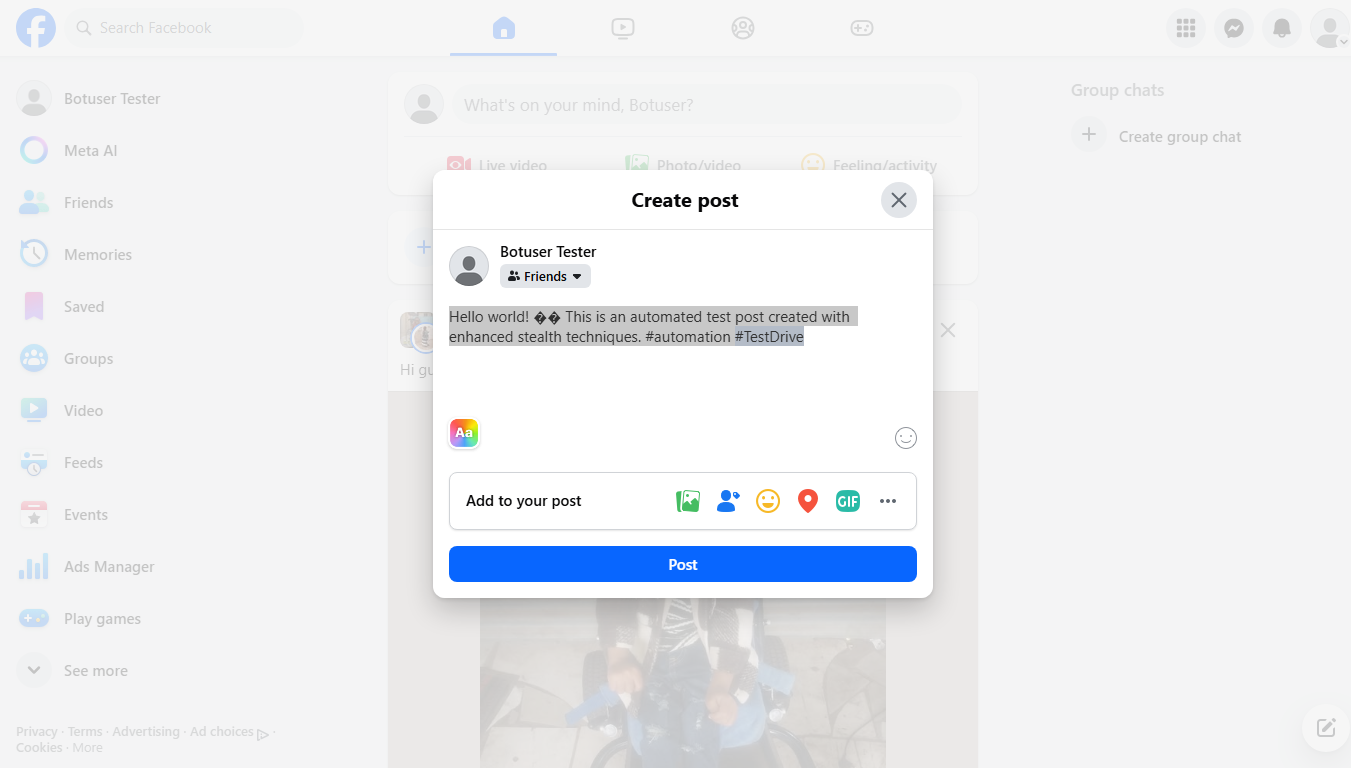 Search Facebook
Botuser Tester
Meta AI
Friends
Memories
Saved
Groups
Video
Feeds
Events
Ads Manager
Play games
See more
Privacy · Terms · Advertising · Ad choices ·
Cookies · More
What's on your mind, Botuser?
Live video
Photo/video
Feeling/activity
Hi gu
Create post
Botuser Tester
Friends
Hello world! �� This is an automated test post created with
enhanced stealth techniques. #automation #TestDrive
Aa
Add to your post
GIF
Post
Group chats
Create group chat